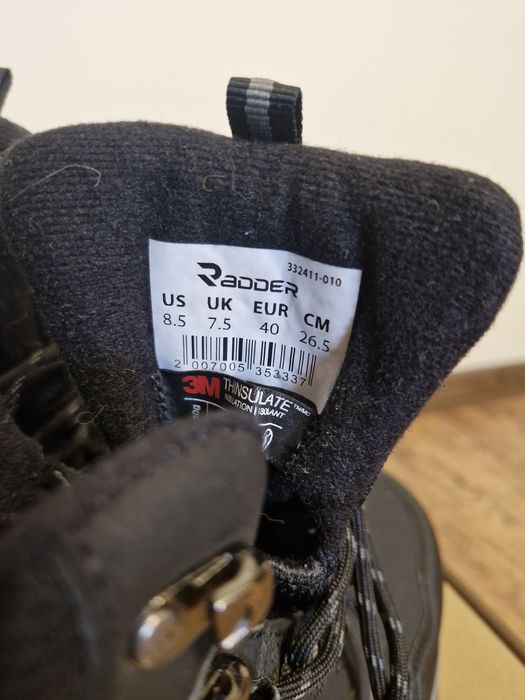 RADDER
332411-010
US UK EUR CM
8.5 7.5 40 26.5
2 007005 353337
3M THINSULATE™MC
INSULATION | ISOLANT